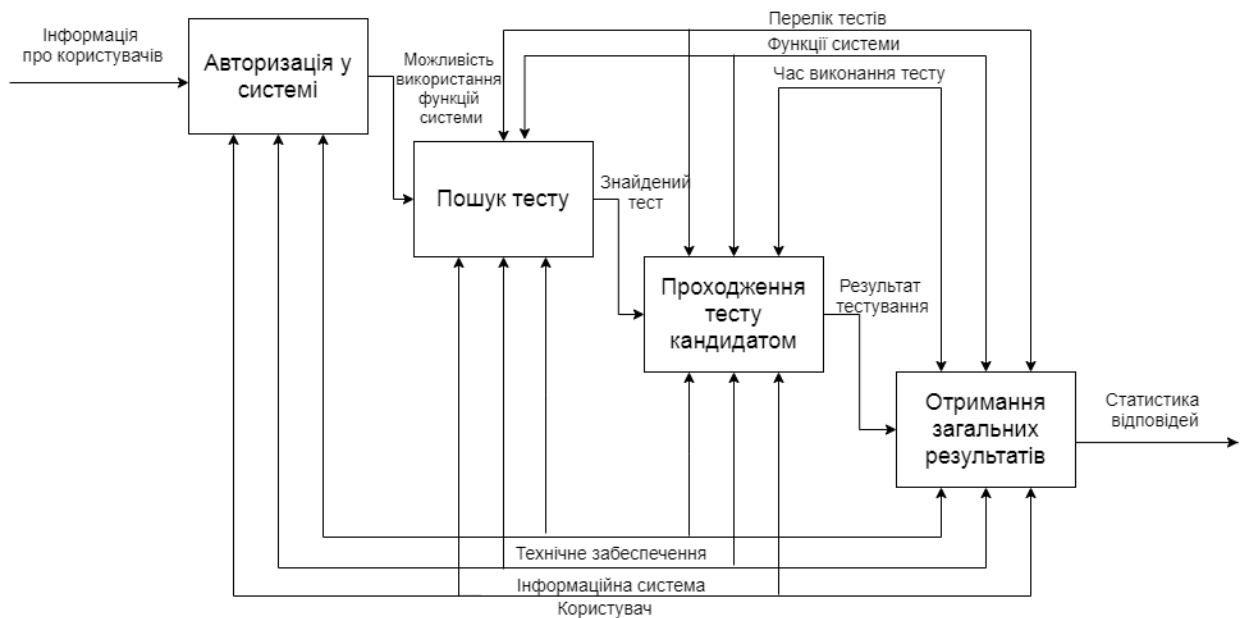 Перелік тестів
Інформація
про користувачів
Авторизація у
системі
Функції системи
Можливість
використання
функцій
системи
Час виконання тесту
Пошук тесту
Знайдений
тест
Проходження
тесту
кандидатом
Результат
тестування
Отримання
загальних
результатів
Статистика
відповідей
Технічне забеспечення
Інформаційна система
Користувач